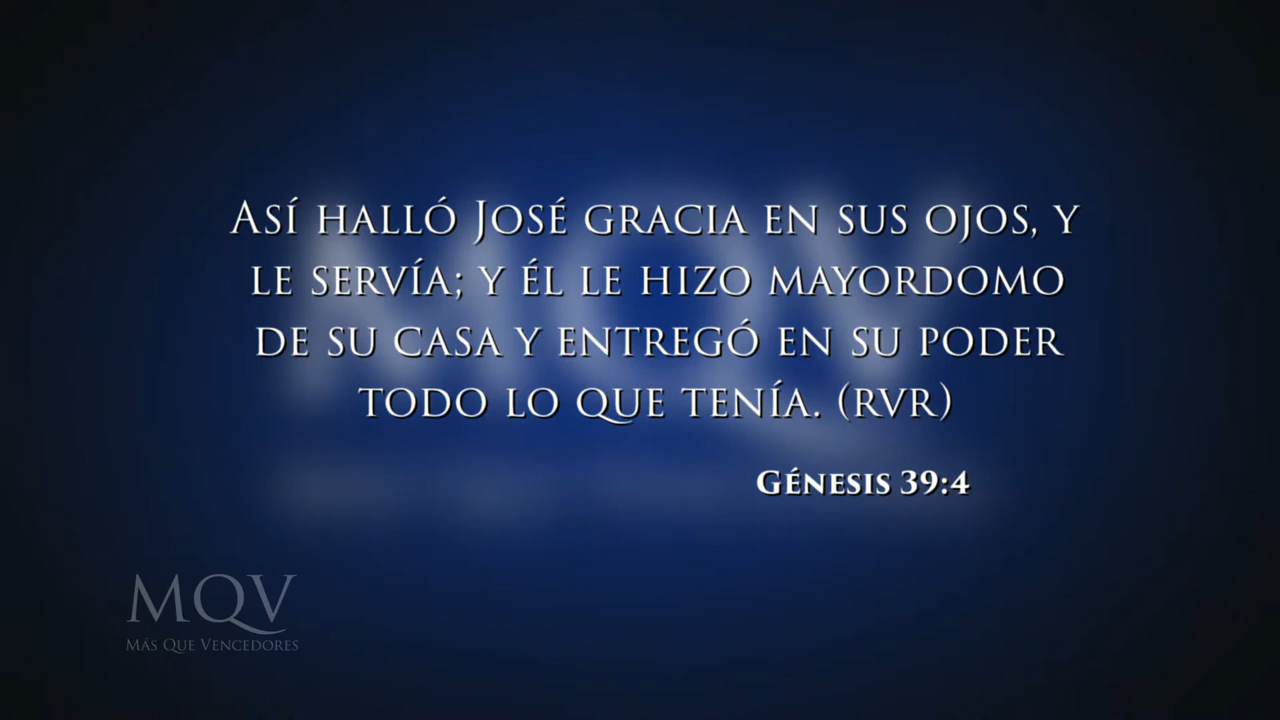 Así halló José gracia en sus ojos, y
le servía; y él le hizo mayordomo
de su casa y entregó en su poder
todo lo que tenía. (rvr)
Génesis 39:4
MQV
Más Que Vencedores